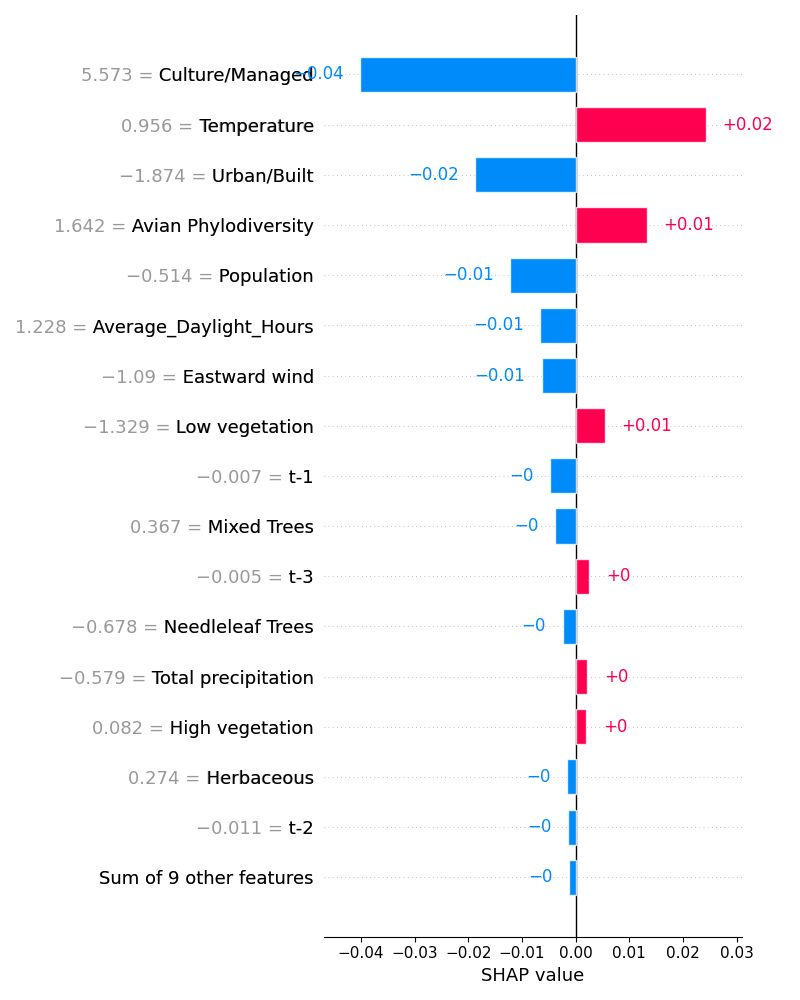 5.573 = Culture/Managed −0.04
0.956 = Temperature +0.02
−1.874 = Urban/Built −0.02
1.642 = Avian Phylodiversity +0.01
−0.514 = Population −0.01
1.228 = Average_Daylight_Hours −0.01
−1.09 = Eastward wind −0.01
−1.329 = Low vegetation +0.01
−0.007 = t-1 −0
0.367 = Mixed Trees −0
−0.005 = t-3 +0
−0.678 = Needleleaf Trees −0
−0.579 = Total precipitation +0
0.082 = High vegetation +0
0.274 = Herbaceous −0
−0.011 = t-2 −0
Sum of 9 other features −0
−0.04 −0.03 −0.02 −0.01 0.00 0.01 0.02 0.03
SHAP value